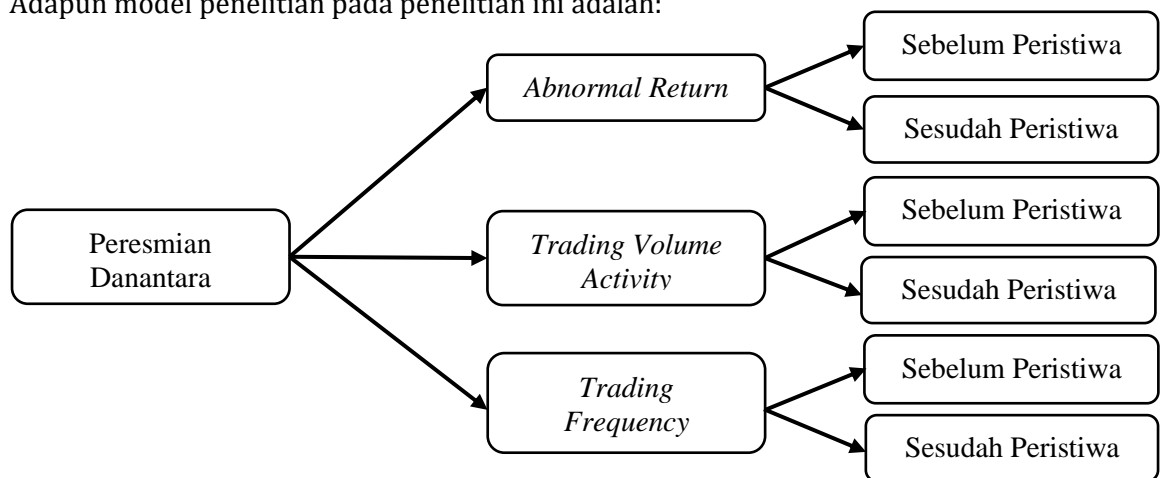 Adapun model penelitian pada penelitian ini adalah:
Sebelum Peristiwa
Abnormal Return
Sesudah Peristiwa
Peresmian
Danantara
Sebelum Peristiwa
Trading Volume
Activity
Sesudah Peristiwa
Sebelum Peristiwa
Trading
Frequency
Sesudah Peristiwa